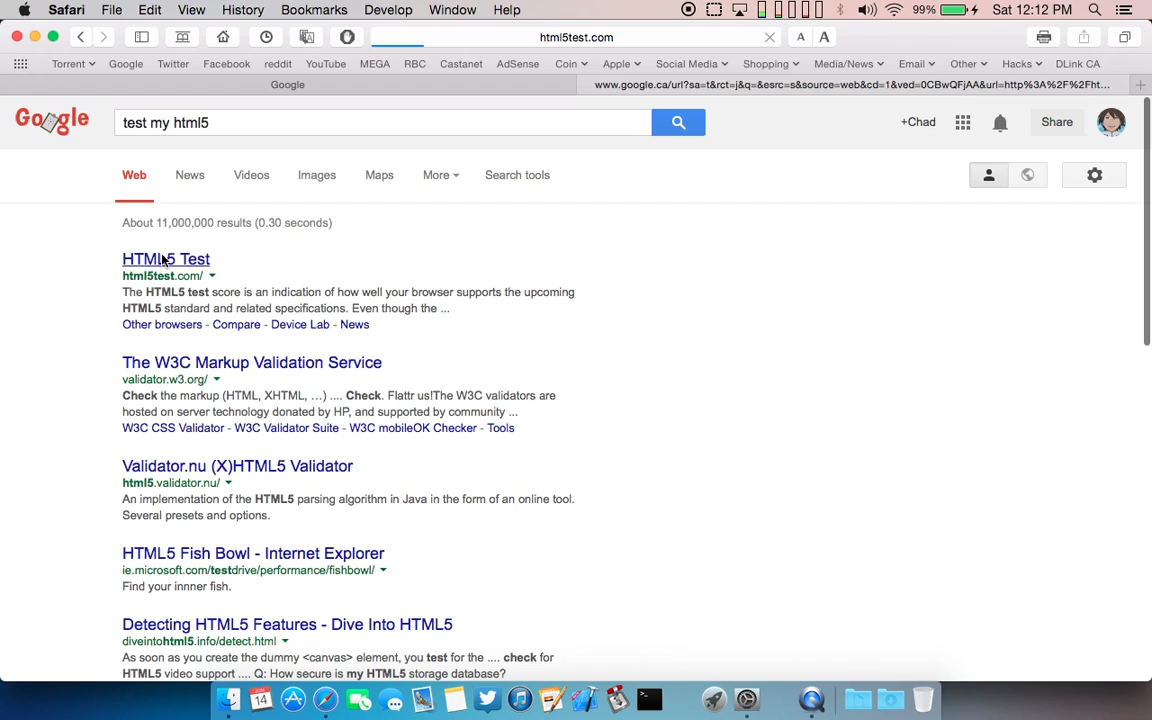 Safari File Edit View History Bookmarks Develop Window Help 99% Sat 12:12 PM
html5test.com/ A A
Torrent Google Twitter Facebook reddit YouTube MEGA RBC Castanet AdSense Coin Apple Social Media Shopping Media/News Email Other Hacks DLink CA
Google www.google.ca/url?sa=t&rct=j&q=&esrc=s&source=web&cd=1&ved=0CBwQFjAA&url=http%3A%2F%2Fht...
Google test my html5 +Chad Share
Web News Videos Images Maps More Search tools
About 11,000,000 results (0.30 seconds)
HTML5 Test
html5test.com/
The HTML5 test score is an indication of how well your browser supports the upcoming
HTML5 standard and related specifications. Even though the ...
Other browsers - Compare - Device Lab - News
The W3C Markup Validation Service
validator.w3.org/
Check the markup (HTML, XHTML, …) .... Check. Flattr us!The W3C validators are
hosted on server technology donated by HP, and supported by community ...
W3C CSS Validator - W3C Validator Suite - W3C mobileOK Checker - Tools
Validator.nu (X)HTML5 Validator
html5.validator.nu/
An implementation of the HTML5 parsing algorithm in Java in the form of an online tool.
Several presets and options.
HTML5 Fish Bowl - Internet Explorer
ie.microsoft.com/testdrive/performance/fishbowl/
Find your innner fish.
Detecting HTML5 Features - Dive Into HTML5
diveintohtml5.info/detect.html
As soon as you create the dummy <canvas> element, you test for the .... check for
HTML5 video support .... Q: How secure is my HTML5 storage database?
JUN
14